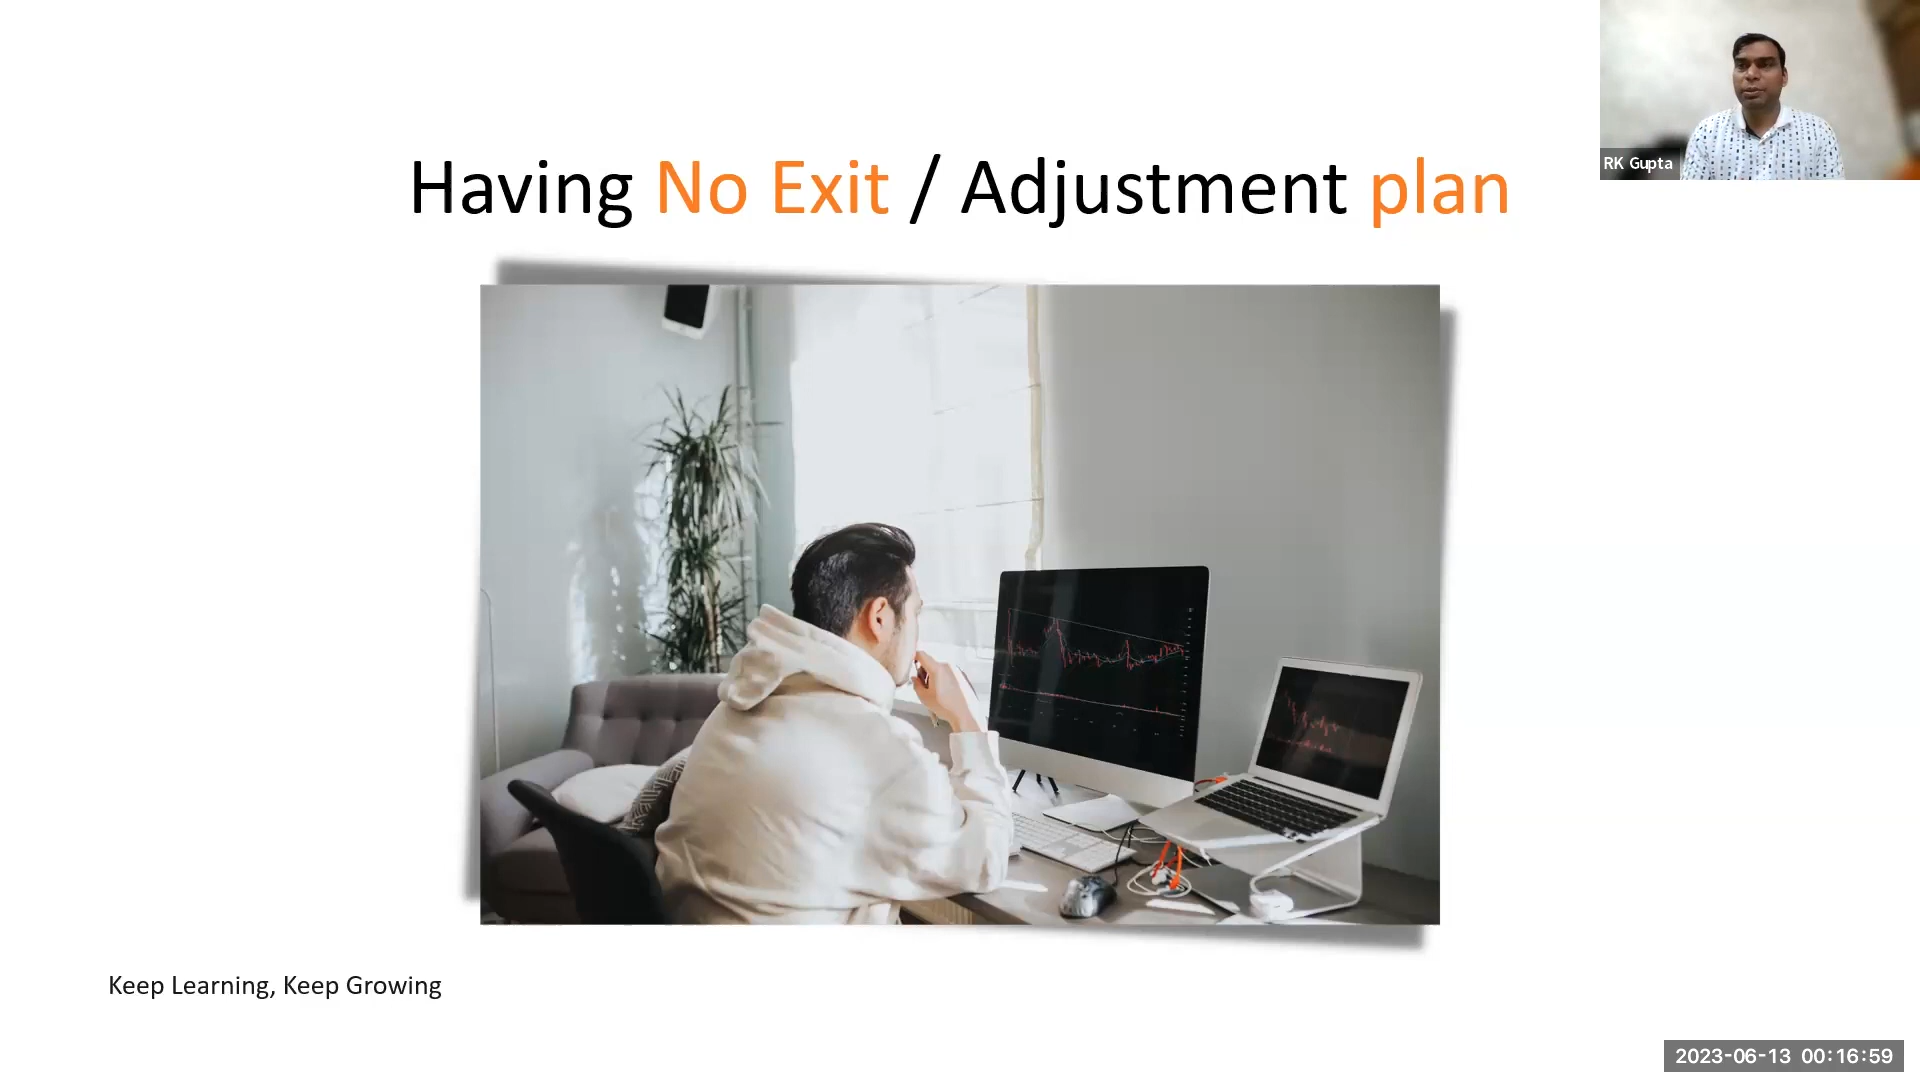 RK Gupta
Having No Exit / Adjustment plan
Keep Learning, Keep Growing
2023-06-13 00:16:59